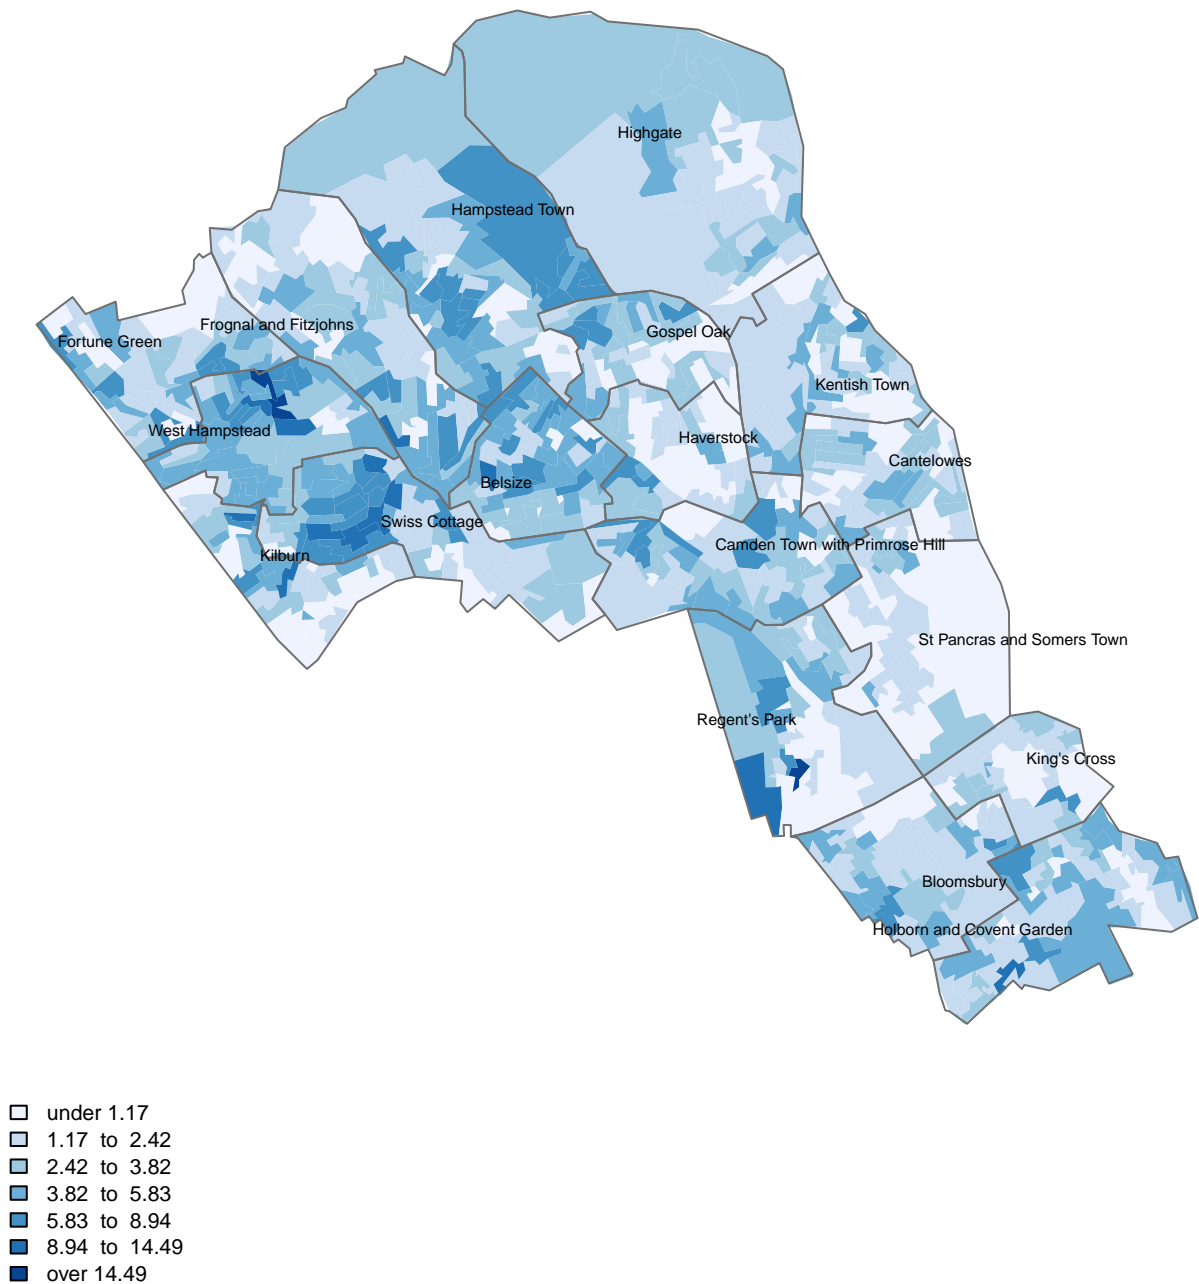 Highgate
Hampstead Town
Frognal and Fitzjohns
Gospel Oak
Fortune Green
Kentish Town
West Hampstead
Haverstock
Cantelowes
Belsize
Swiss Cottage
Camden Town with Primrose Hill
Kilburn
St Pancras and Somers Town
Regent's Park
King's Cross
Bloomsbury
Holborn and Covent Garden
under 1.17
1.17 to 2.42
2.42 to 3.82
3.82 to 5.83
5.83 to 8.94
8.94 to 14.49
over 14.49